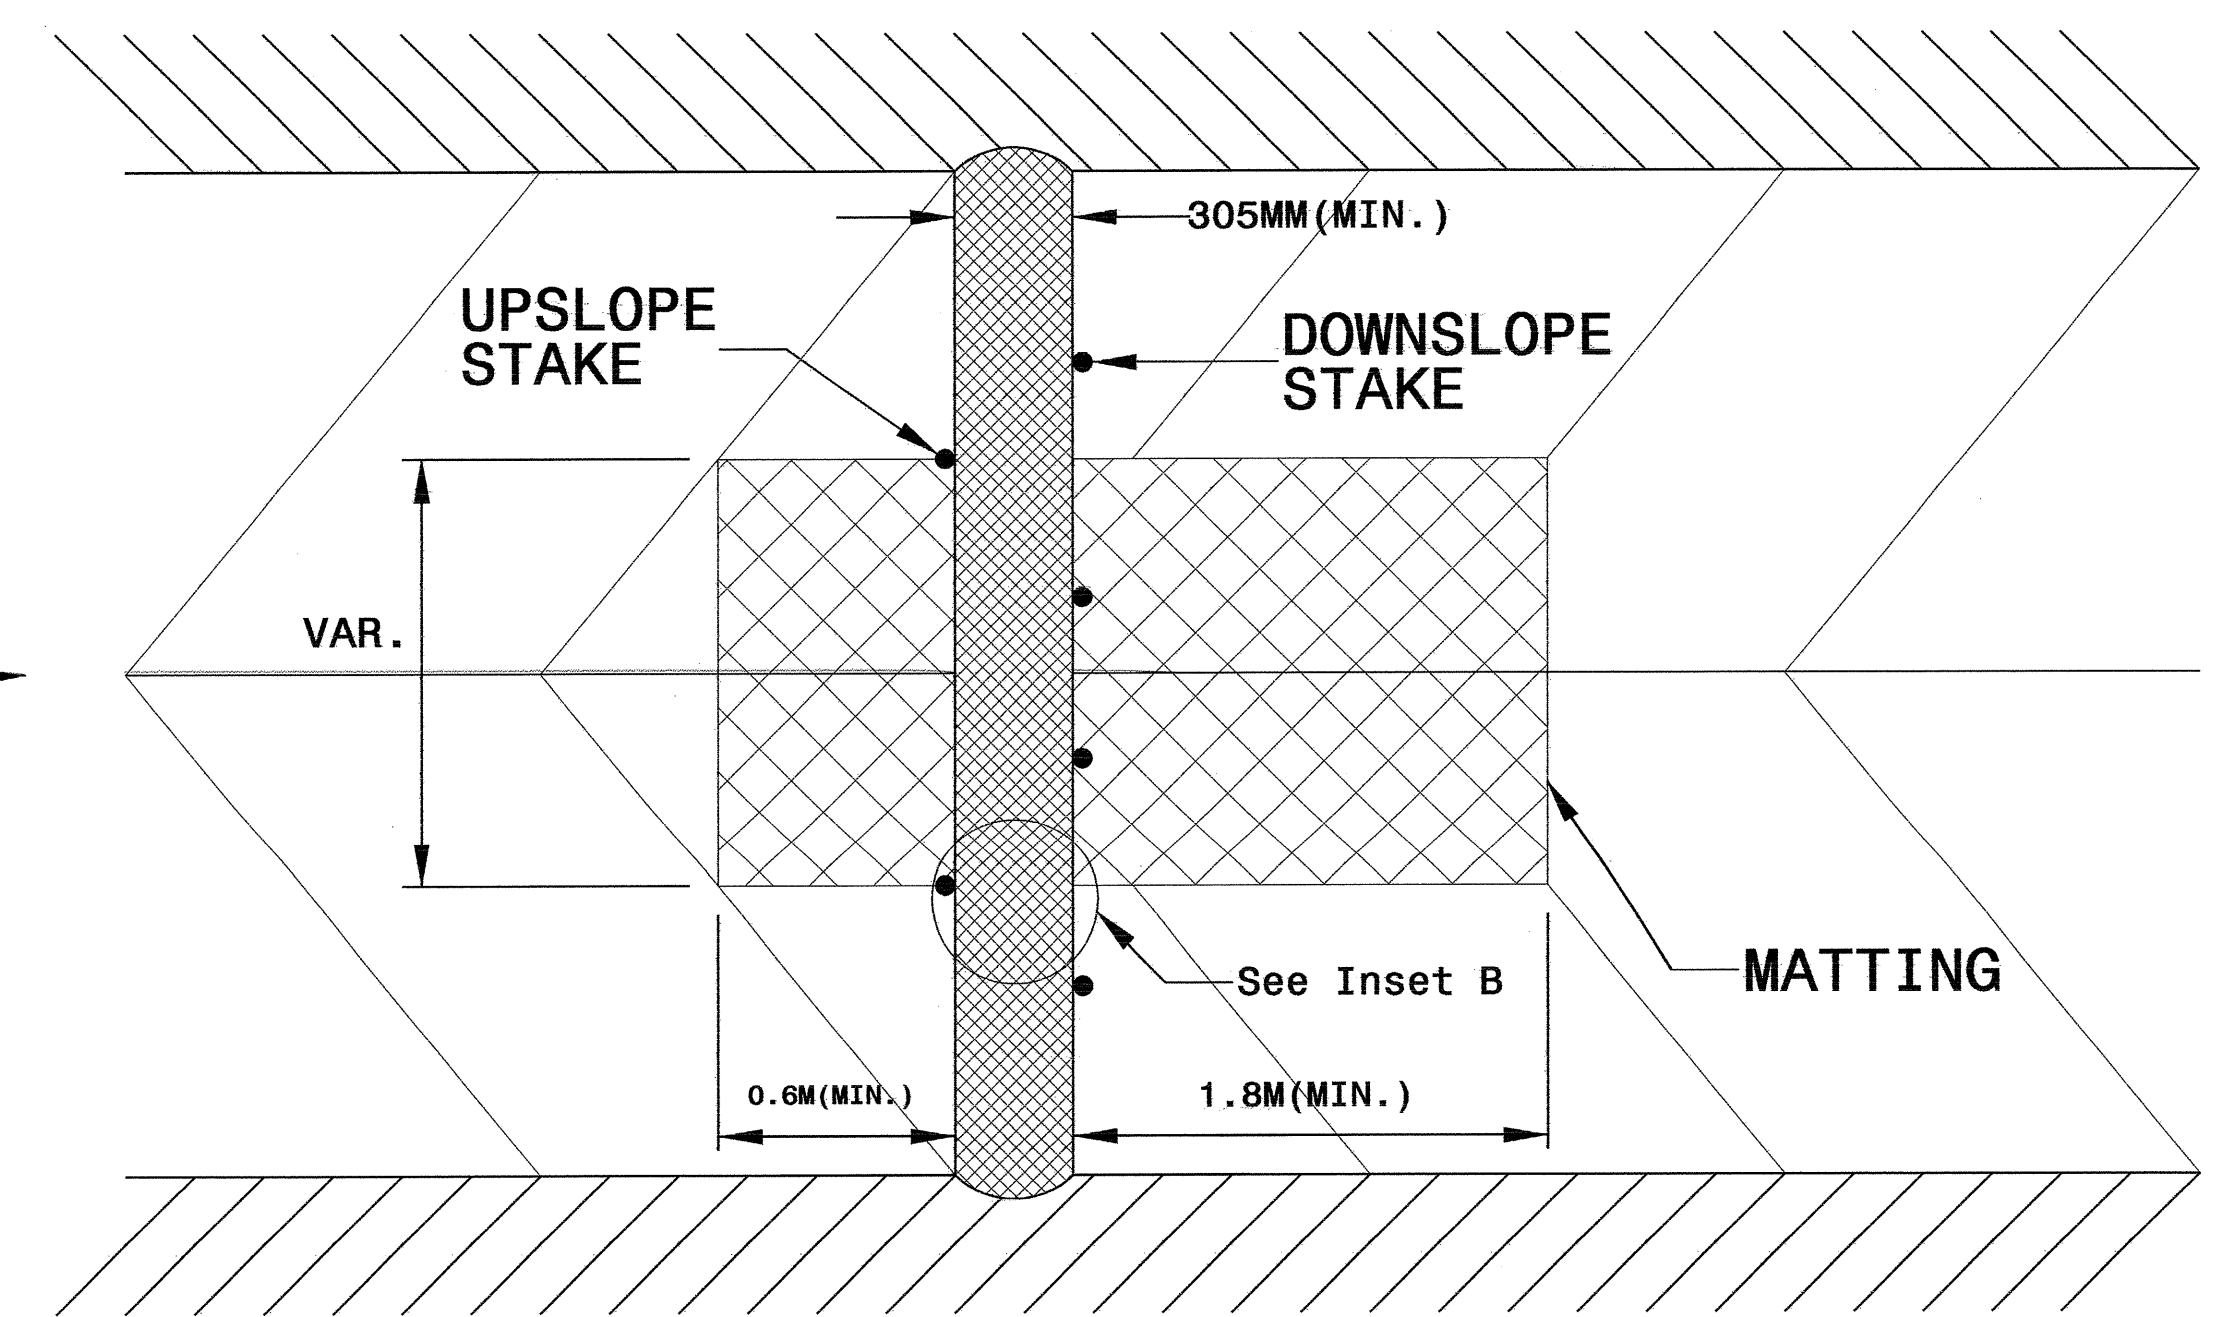 305MM(MIN.)
UPSLOPE
STAKE
DOWNSLOPE
STAKE
VAR.
MATTING
See Inset B
0.6M(MIN.)
1.8M(MIN.)